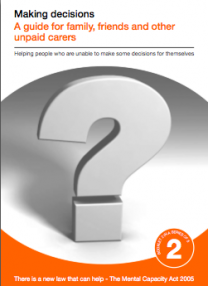 Making decisions
A guide for family, friends and other
unpaid carers
Helping people who are unable to make some decisions for themselves
2
There is a new law that can help - The Mental Capacity Act 2005